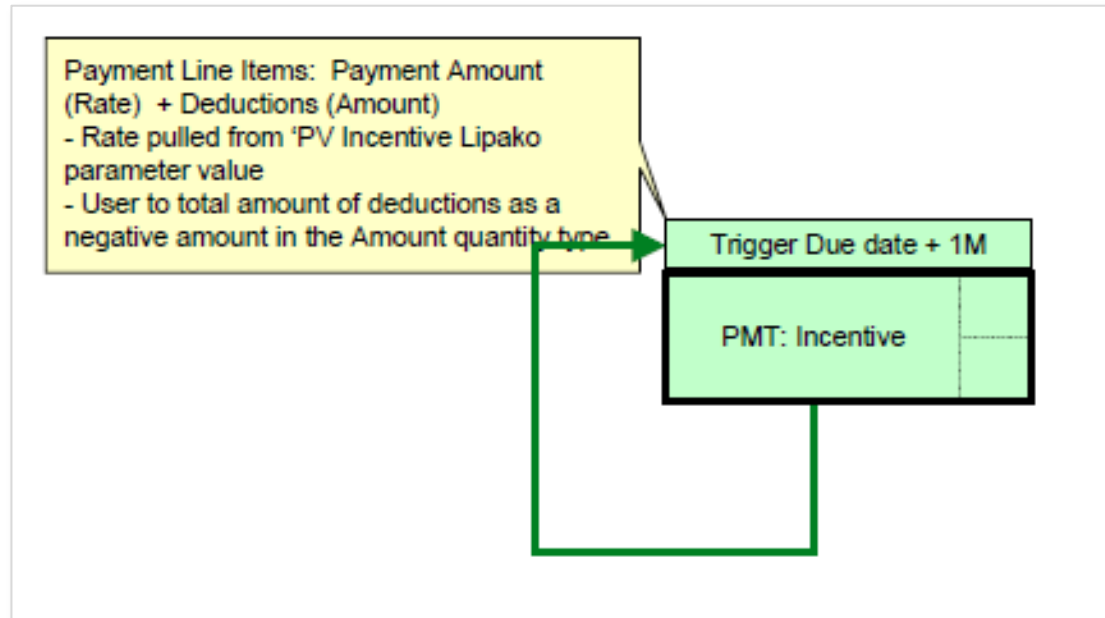 Payment Line Items:  Payment Amount
(Rate)  + Deductions (Amount)
- Rate pulled from ‘PV Incentive Lipako
parameter value
- User to total amount of deductions as a
negative amount in the Amount quantity type
Trigger Due date + 1M
PMT: Incentive